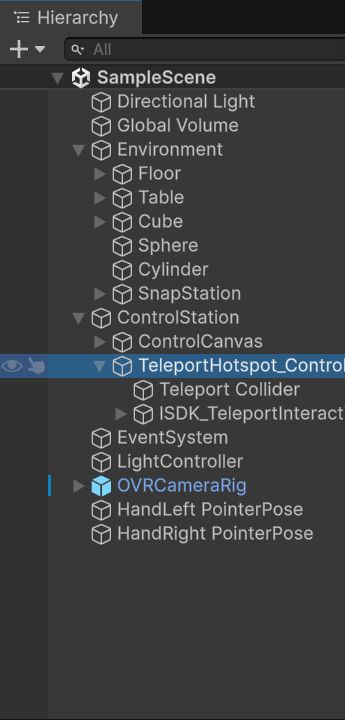 Hierarchy
All
SampleScene
Directional Light
Global Volume
Environment
Floor
Table
Cube
Sphere
Cylinder
SnapStation
ControlStation
ControlCanvas
TeleportHotspot_Control
Teleport Collider
ISDK_TeleportInteract
EventSystem
LightController
OVRCameraRig
HandLeft PointerPose
HandRight PointerPose